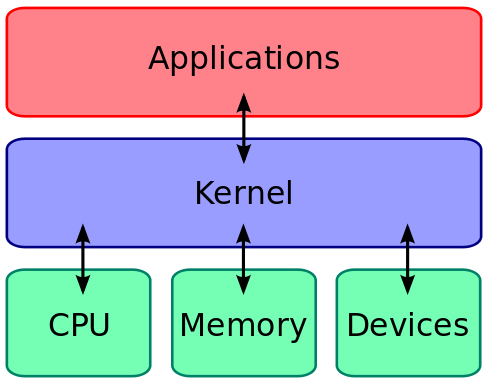 Applications
Kernel
CPU
Memory
Devices